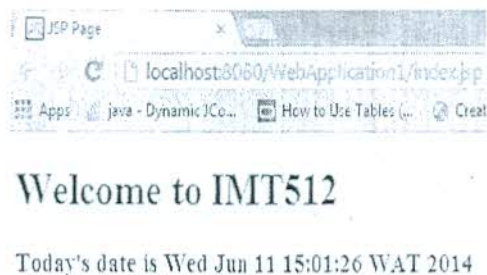 JSP Page
localhost:8080/WebApplication1/index.jsp
Apps java - Dynamic JCo... How to Use Tables (... Creat
Welcome to IMT512
Today's date is Wed Jun 11 15:01:26 WAT 2014